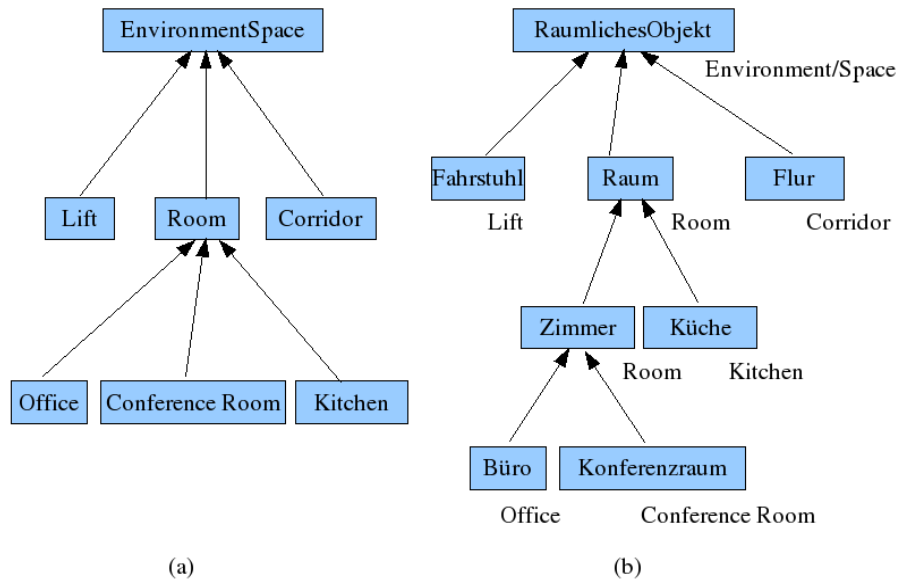 EnvironmentSpace
Lift
Room
Corridor
Office
Conference Room
Kitchen
(a)
RaumlichesObjekt
Environment/Space
Fahrstuhl
Raum
Flur
Lift
Room
Corridor
Zimmer
Küche
Room
Kitchen
Büro
Konferenzraum
Office
Conference Room
(b)